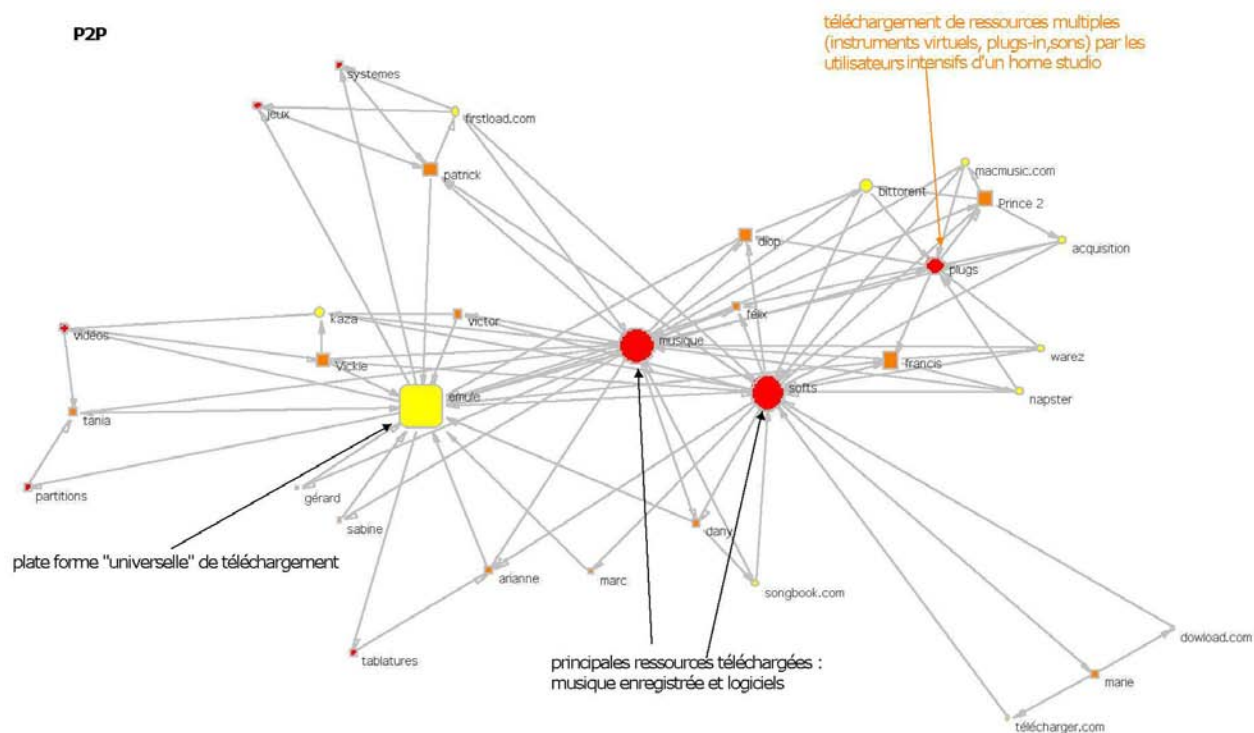 P2P
téléchargement de ressources multiples
(instruments virtuels, plugs-in,sons) par les
utilisateurs intensifs d'un home studio
systemes
jeux
firstload.com
patrick
macmusic.com
bittorent
Prince 2
diop
acquisition
plugs
kaza
victor
félix
vidéos
musique
warez
Vickie
francis
softs
napster
emule
tania
partitions
gérard
sabine
dany
plate forme "universelle" de téléchargement
arianne
marc
songbook.com
dowload.com
tablatures
principales ressources téléchargées :
musique enregistrée et logiciels
marie
télécharger.com